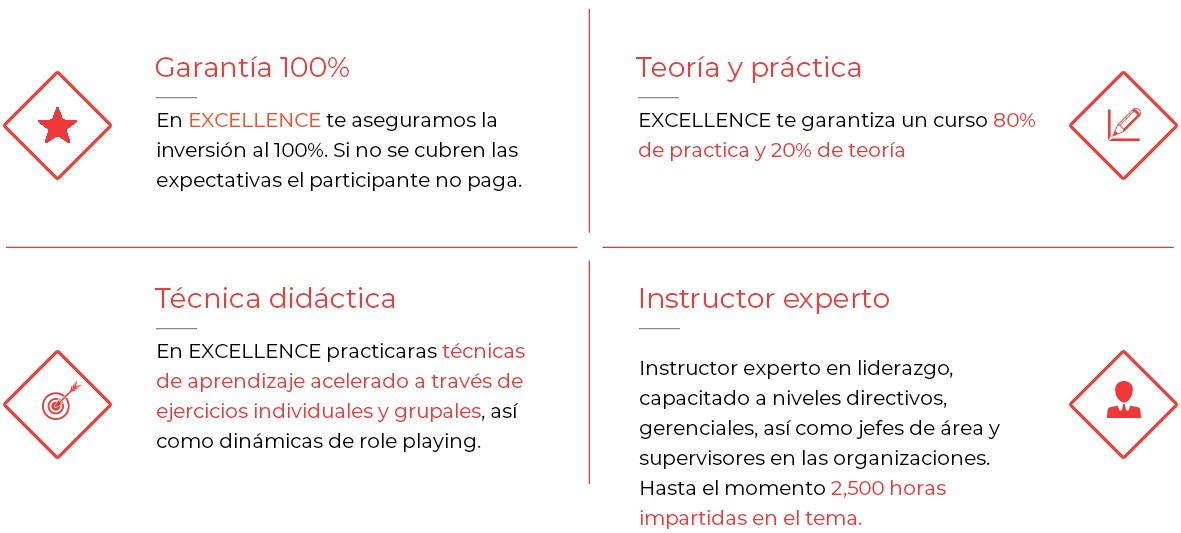 Garantía 100%
En EXCELLENCE te aseguramos la
inversión al 100%. Si no se cubren las
expectativas el participante no paga.
Teoría y práctica
EXCELLENCE te garantiza un curso 80%
de practica y 20% de teoría
Técnica didáctica
En EXCELLENCE practicaras técnicas
de aprendizaje acelerado a través de
ejercicios individuales y grupales, así
como dinámicas de role playing.
Instructor experto
Instructor experto en liderazgo,
capacitado a niveles directivos,
gerenciales, así como jefes de área y
supervisores en las organizaciones.
Hasta el momento 2,500 horas
impartidas en el tema.